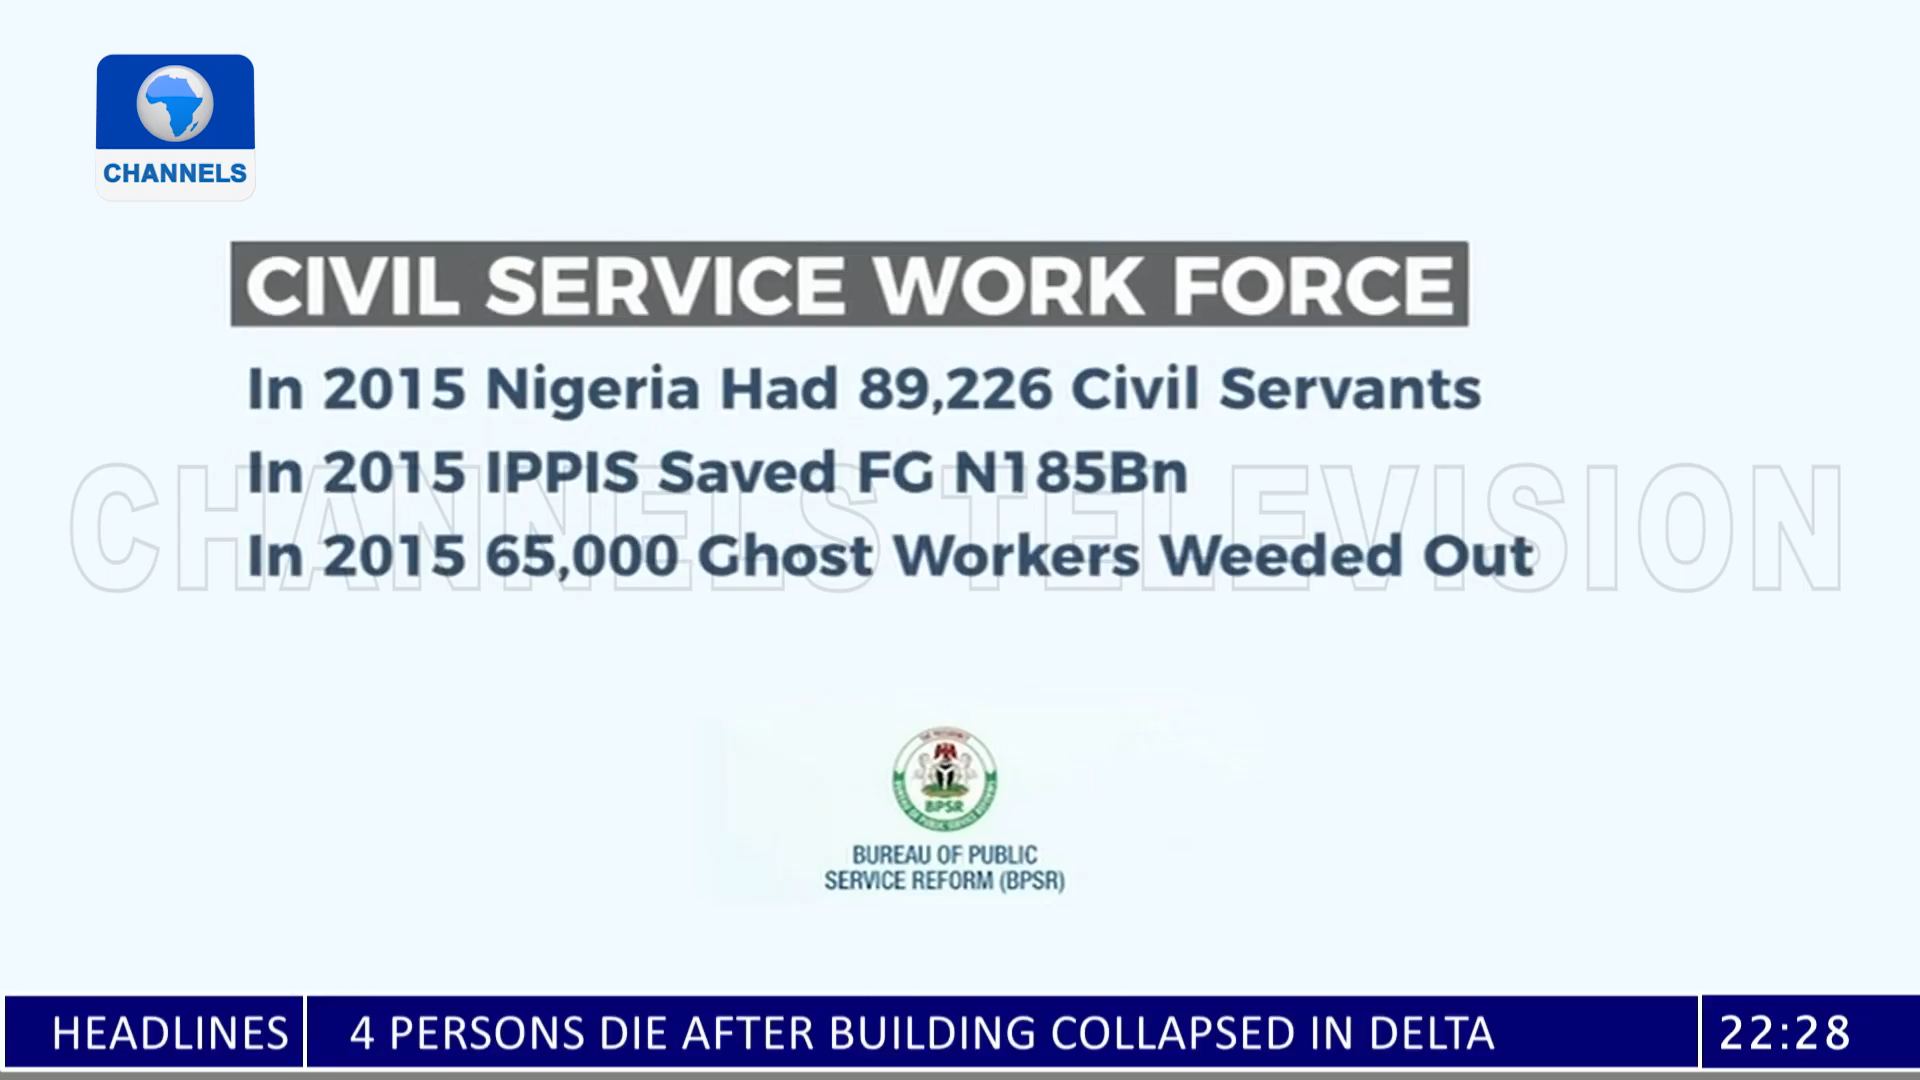 CHANNELS
CIVIL SERVICE WORK FORCE
In 2015 Nigeria Had 89,226 Civil Servants
In 2015 IPPIS Saved FG N185Bn
In 2015 65,000 Ghost Workers Weeded Out
CHANNELS TELEVISION
BPSR
BUREAU OF PUBLIC
SERVICE REFORM (BPSR)
HEADLINES
4 PERSONS DIE AFTER BUILDING COLLAPSED IN DELTA
22:28